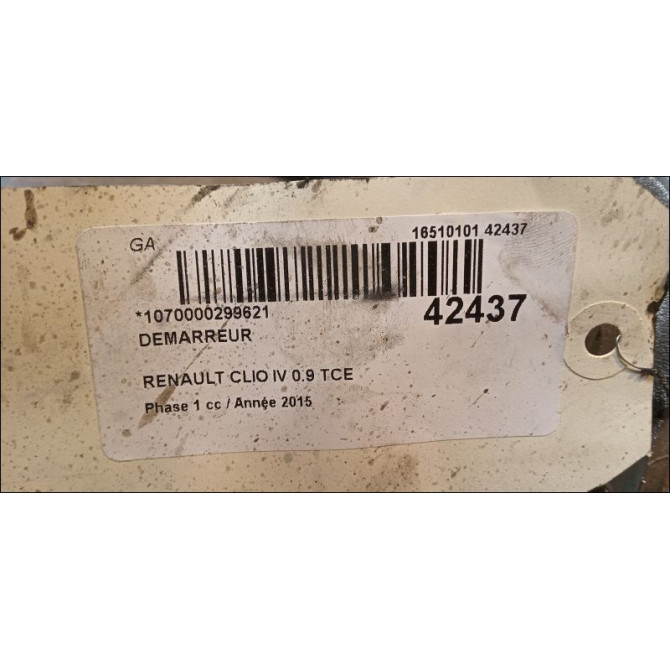 GA
16510101 42437
*1070000299621
42437
DEMARREUR
RENAULT CLIO IV 0.9 TCE
Phase 1 cc / Année 2015